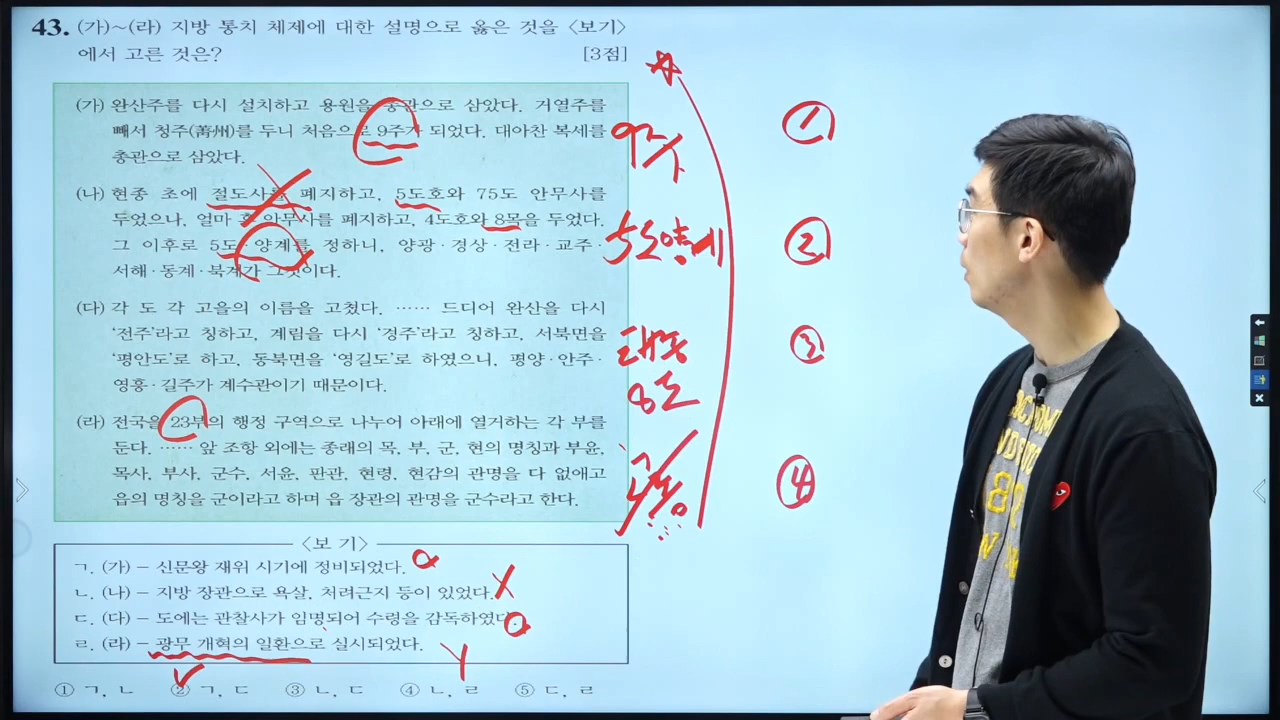 43. (가)~(라) 지방 통치 체제에 대한 설명으로 옳은 것을 <보기>
에서 고른 것은? [3점]
(가) 완산주를 다시 설치하고 용원을 총관으로 삼았다. 거열주를
빼서 청주(菁州)를 두니 처음으로 9주가 되었다. 대아찬 복세를
총관으로 삼았다.
(나) 현종 초에 절도사를 폐지하고, 5도호와 75도 안무사를
두었으나, 얼마 후 안무사를 폐지하고, 4도호와 8목을 두었다.
그 이후로 5도·양계를 정하니, 양광·경상·전라·교주·
서해·동계·북계가 그것이다.
(다) 각 도 각 고을의 이름을 고쳤다. …… 드디어 완산을 다시
‘전주’라고 칭하고, 계림을 다시 ‘경주’라고 칭하고, 서북면을
‘평안도’로 하고, 동북면을 ‘영길도’로 하였으니, 평양·안주·
영흥·길주가 계수관이기 때문이다.
(라) 전국을 23부의 행정 구역으로 나누어 아래에 열거하는 각 부를
둔다. …… 앞 조항 외에는 종래의 목, 부, 군, 현의 명칭과 부윤,
목사, 부사, 군수, 서윤, 판관, 현령, 현감의 관명을 다 없애고
읍의 명칭을 군이라고 하며 읍 장관의 관명을 군수라고 한다.
<보 기>
ㄱ. (가) - 신문왕 재위 시기에 정비되었다.
ㄴ. (나) - 지방 장관으로 욕살, 처려근지 등이 있었다.
ㄷ. (다) - 도에는 관찰사가 임명되어 수령을 감독하였다.
ㄹ. (라) - 광무 개혁의 일환으로 실시되었다.
① ㄱ, ㄴ ② ㄱ, ㄷ ③ ㄴ, ㄷ ④ ㄴ, ㄹ ⑤ ㄷ, ㄹ
9주 ①
5도양계 ②
태종 ③
8도
고종 ④